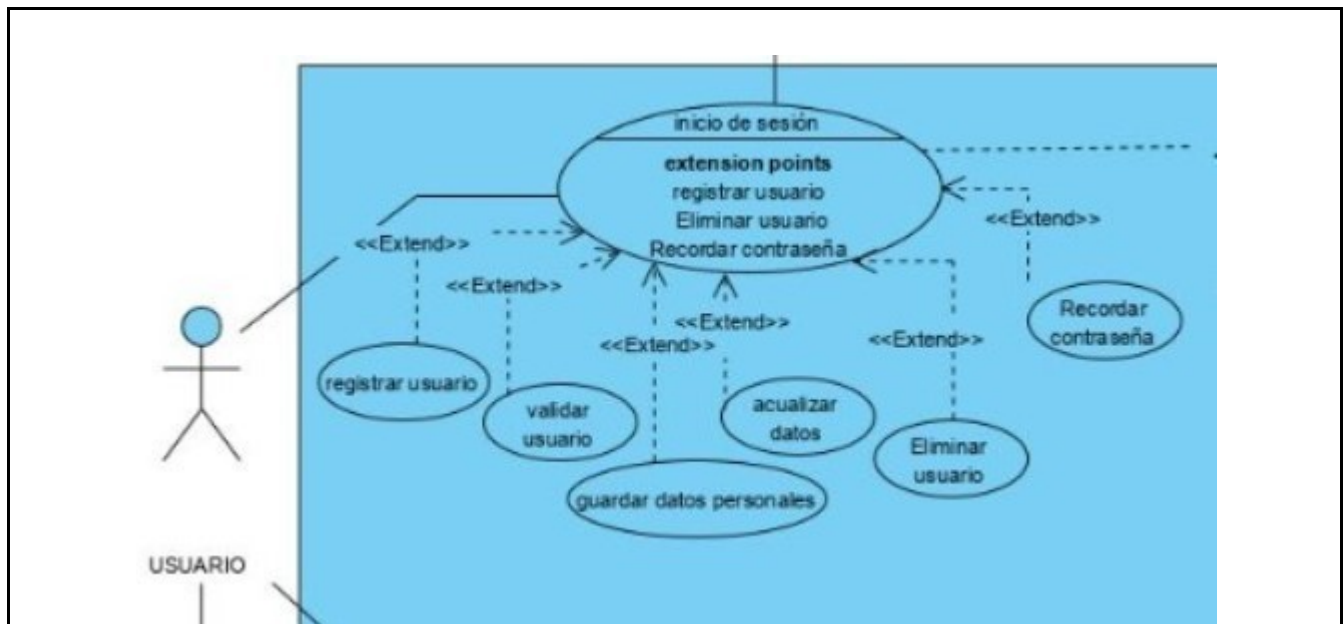 inicio de sesión
extension points
registrar usuario
Eliminar usuario
Recordar contraseña
<<Extend>>
<<Extend>>
<<Extend>>
<<Extend>>
<<Extend>>
<<Extend>>
Recordar
contraseña
registrar usuario
validar
usuario
acualizar
datos
Eliminar
usuario
guardar datos personales
USUARIO